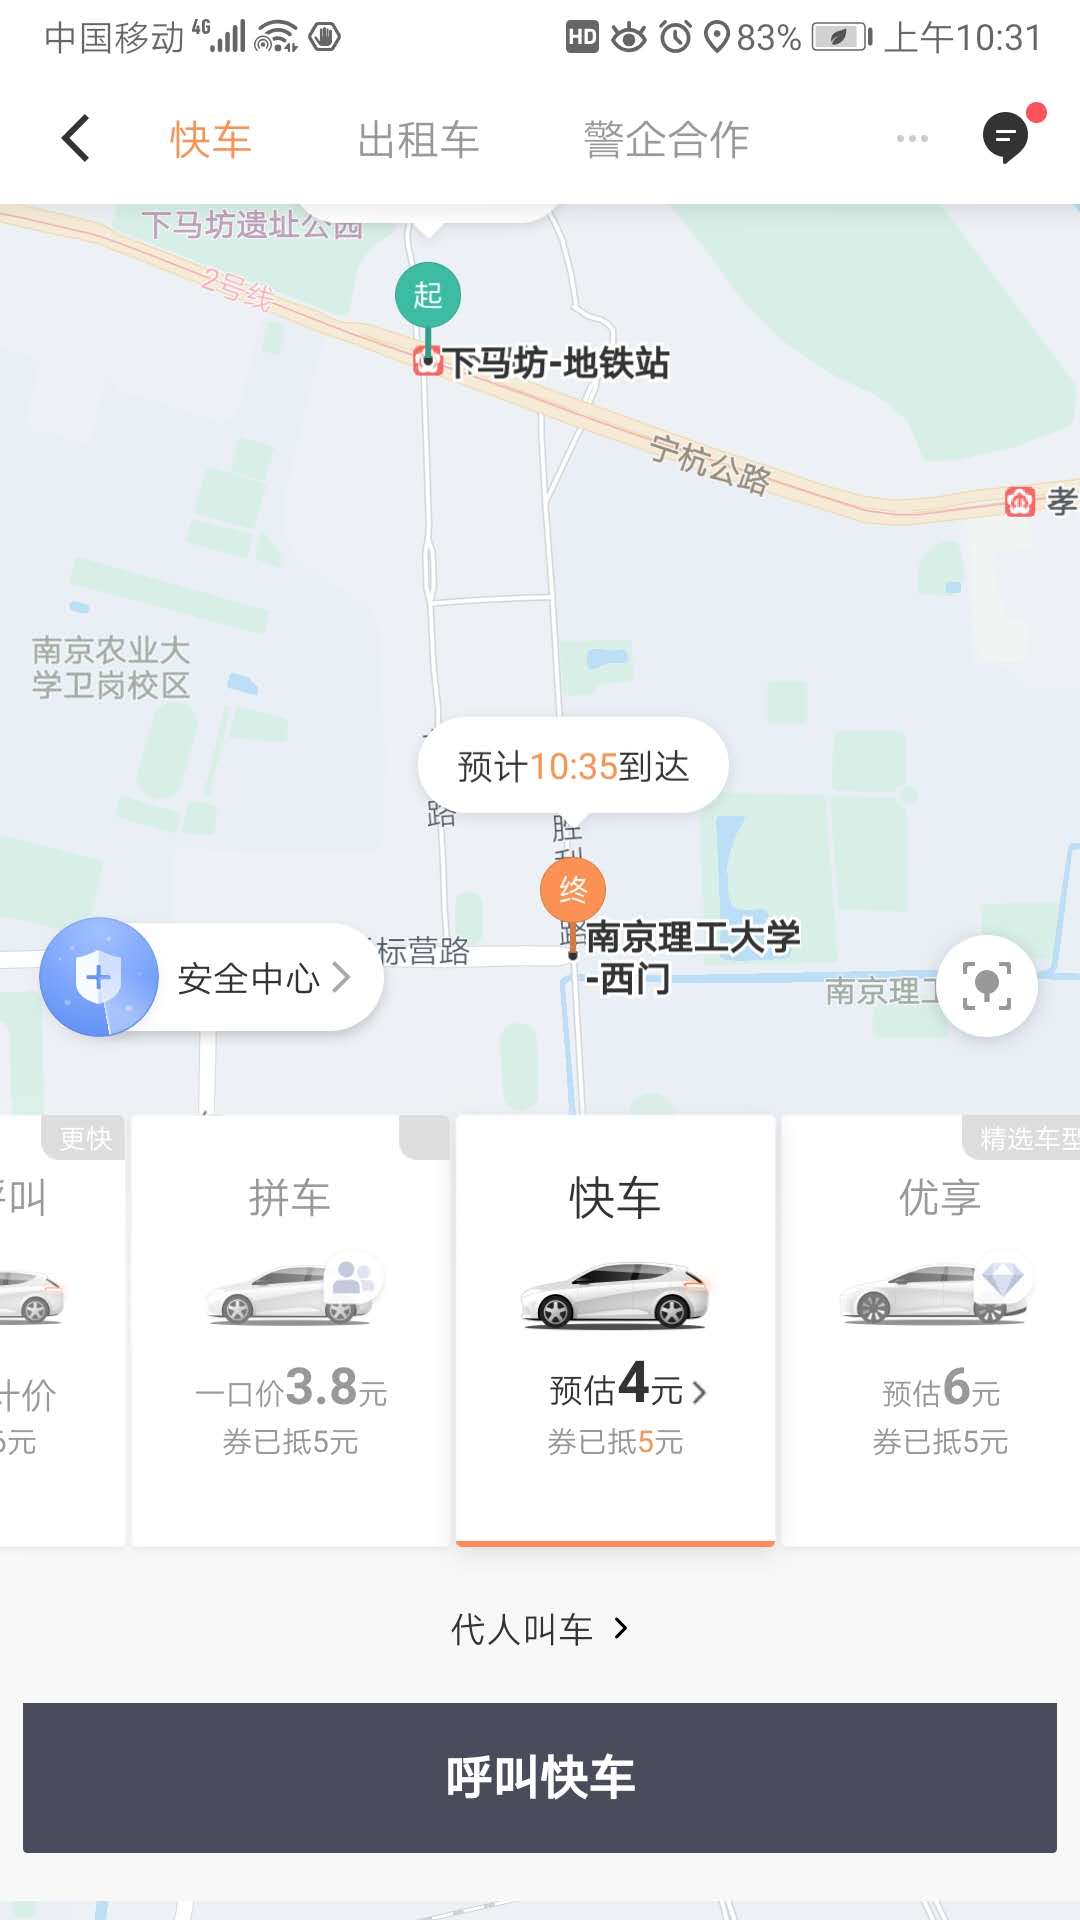 中国移动 4G HD 83% 上午10:31
快车 出租车 警企合作 ...
下马坊遗址公园
2号线
起
下马坊-地铁站
宁杭公路
孝
南京农业大
学卫岗校区
预计10:35到达
路
胜
利
路
终
南京理工大学
-西门
标营路
安全中心
南京理工
更快
呼叫
计价
6元
拼车
一口价3.8元
券已抵5元
快车
预估4元
券已抵5元
精选车型
优享
预估6元
券已抵5元
代人叫车
呼叫快车